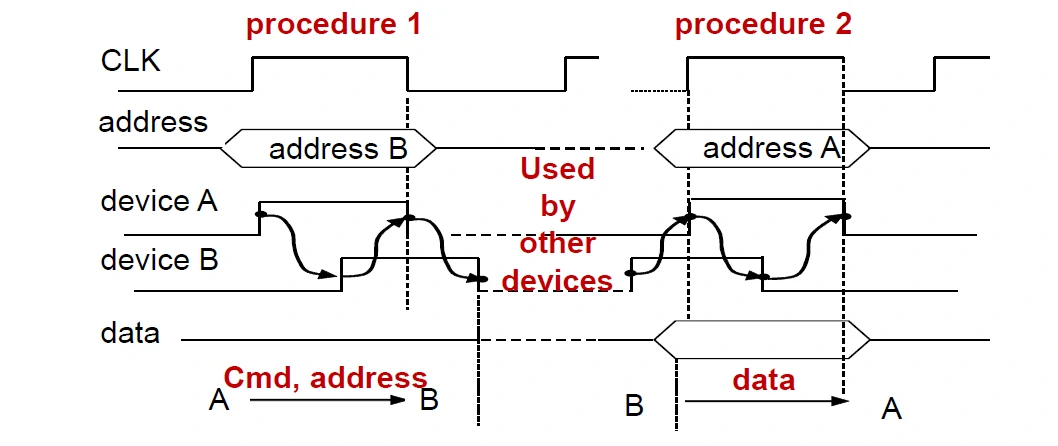 procedure 1 procedure 2
CLK
address
address B address A
Used
by
other
devices
device A
device B
data
Cmd, address data
A B B A